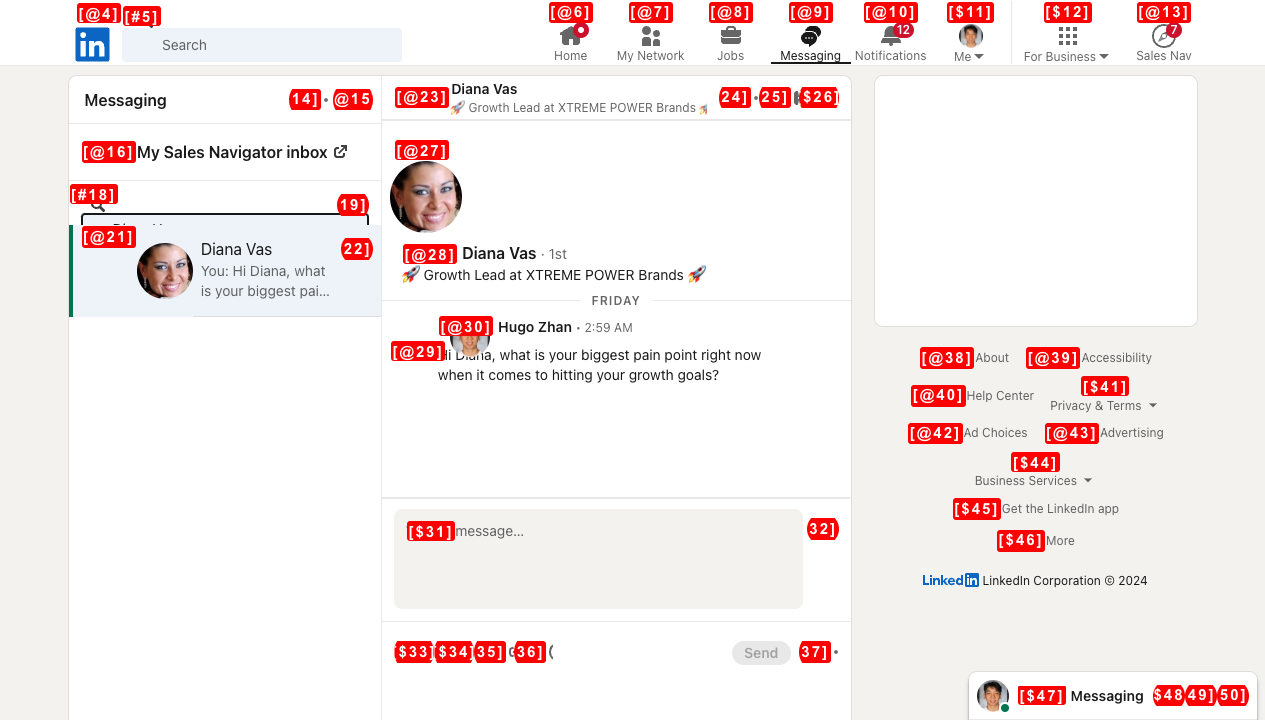 [@4] [#5] [@6] [@7] [@8] [@9] [@10] [$11] [$12] [@13]
in Search 12 7
Home My Network Jobs Messaging Notifications Me For Business Sales Nav
Messaging 14] @15
[@16] My Sales Navigator inbox
[#18] 19]
[@21] Diana Vas 22]
You: Hi Diana, what
is your biggest pai...
[@23] Diana Vas 24] 25] $26]
🚀 Growth Lead at XTREME POWER Brands
[@27]
[@28] Diana Vas · 1st
🚀 Growth Lead at XTREME POWER Brands 🚀
FRIDAY
[@30] Hugo Zhan • 2:59 AM
[@29] Hi Diana, what is your biggest pain point right now
when it comes to hitting your growth goals?
[$31] message... 32]
$33] $34] 35] 36] Send 37]
[@38] About [@39] Accessibility
[@40] Help Center [$41] Privacy & Terms
[@42] Ad Choices [@43] Advertising
[$44]
Business Services
[$45] Get the LinkedIn app
[$46] More
LinkedIn LinkedIn Corporation © 2024
[$47] Messaging $48 49] 50]